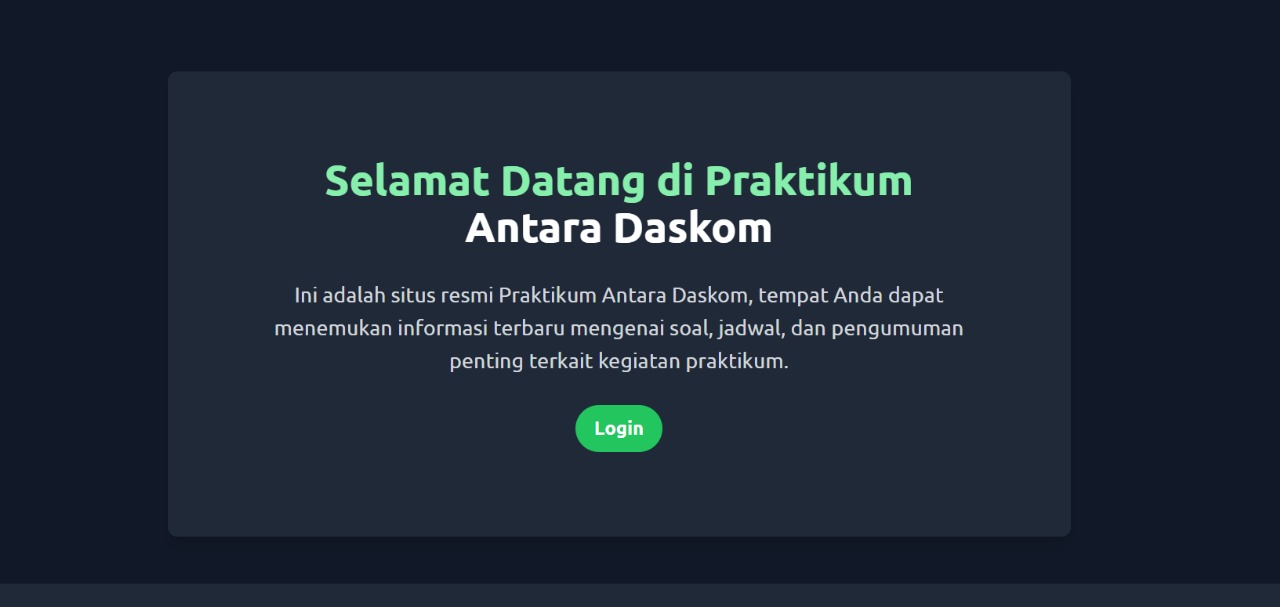 Selamat Datang di Praktikum
Antara Daskom
Ini adalah situs resmi Praktikum Antara Daskom, tempat Anda dapat
menemukan informasi terbaru mengenai soal, jadwal, dan pengumuman
penting terkait kegiatan praktikum.
Login